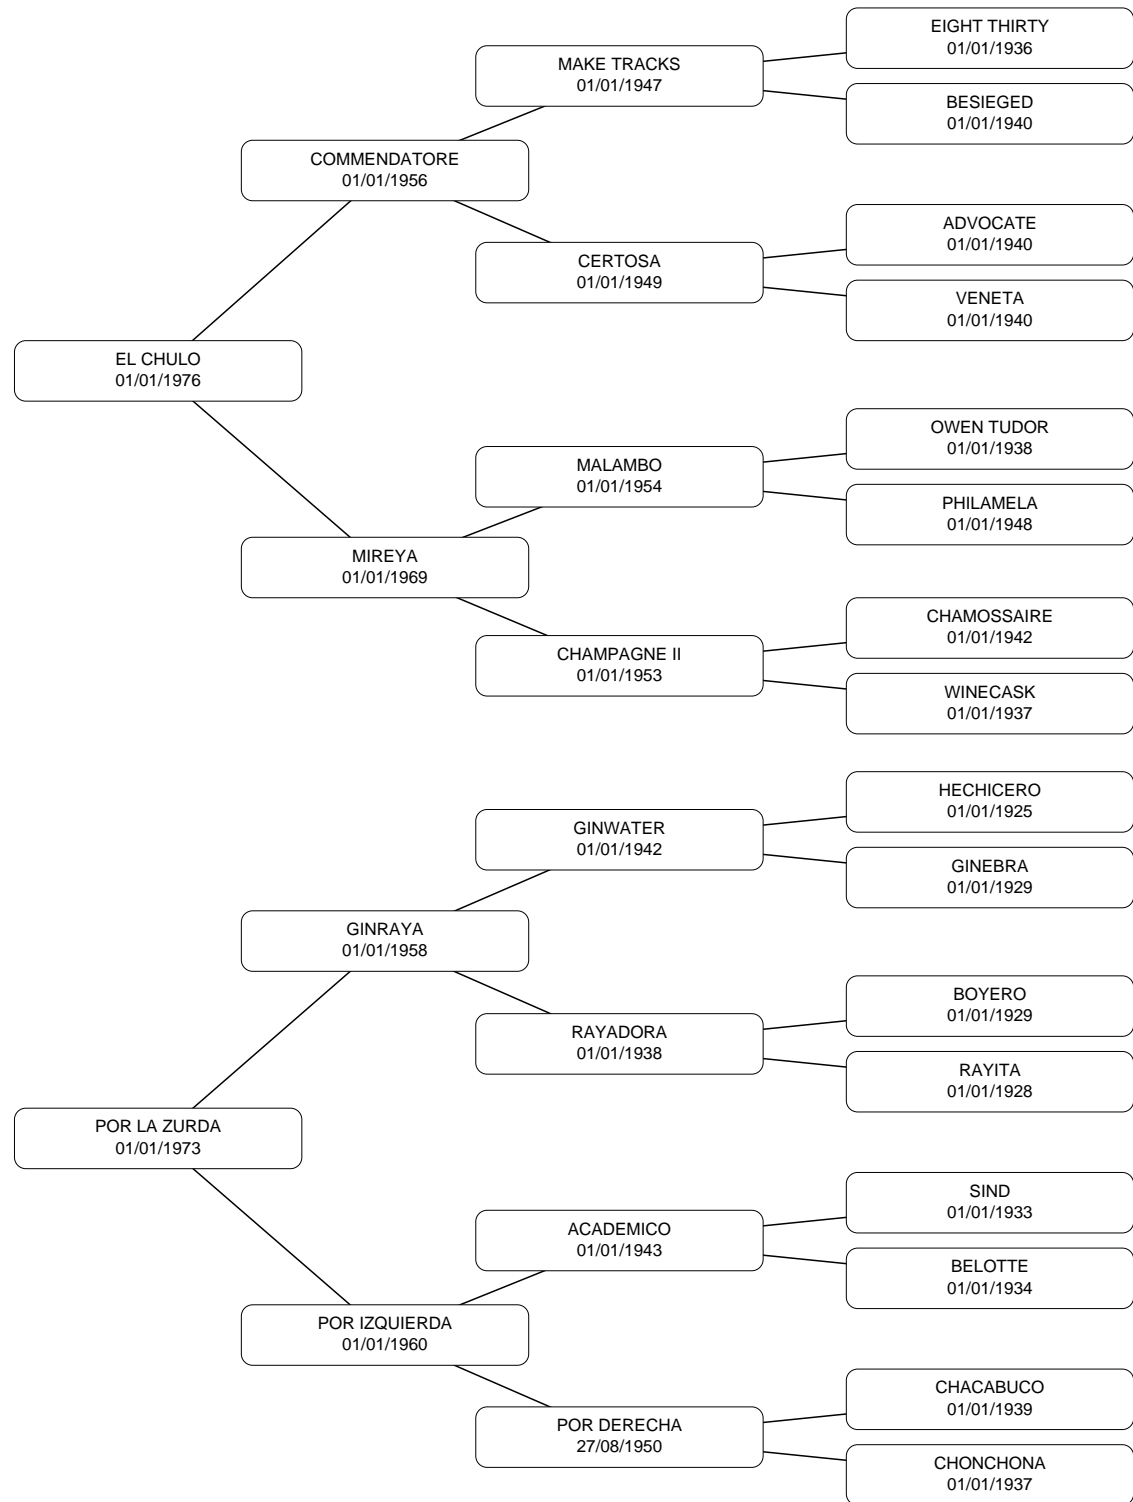 EIGHT THIRTY
01/01/1936
MAKE TRACKS
01/01/1947
BESIEGED
01/01/1940
COMMENDATORE
01/01/1956
ADVOCATE
01/01/1940
CERTOSA
01/01/1949
VENETA
01/01/1940
EL CHULO
01/01/1976
OWEN TUDOR
01/01/1938
MALAMBO
01/01/1954
PHILAMELA
01/01/1948
MIREYA
01/01/1969
CHAMOSSAIRE
01/01/1942
CHAMPAGNE II
01/01/1953
WINECASK
01/01/1937
HECHICERO
01/01/1925
GINWATER
01/01/1942
GINEBRA
01/01/1929
GINRAYA
01/01/1958
BOYERO
01/01/1929
RAYADORA
01/01/1938
RAYITA
01/01/1928
POR LA ZURDA
01/01/1973
SIND
01/01/1933
ACADEMICO
01/01/1943
BELOTTE
01/01/1934
POR IZQUIERDA
01/01/1960
CHACABUCO
01/01/1939
POR DERECHA
27/08/1950
CHONCHONA
01/01/1937